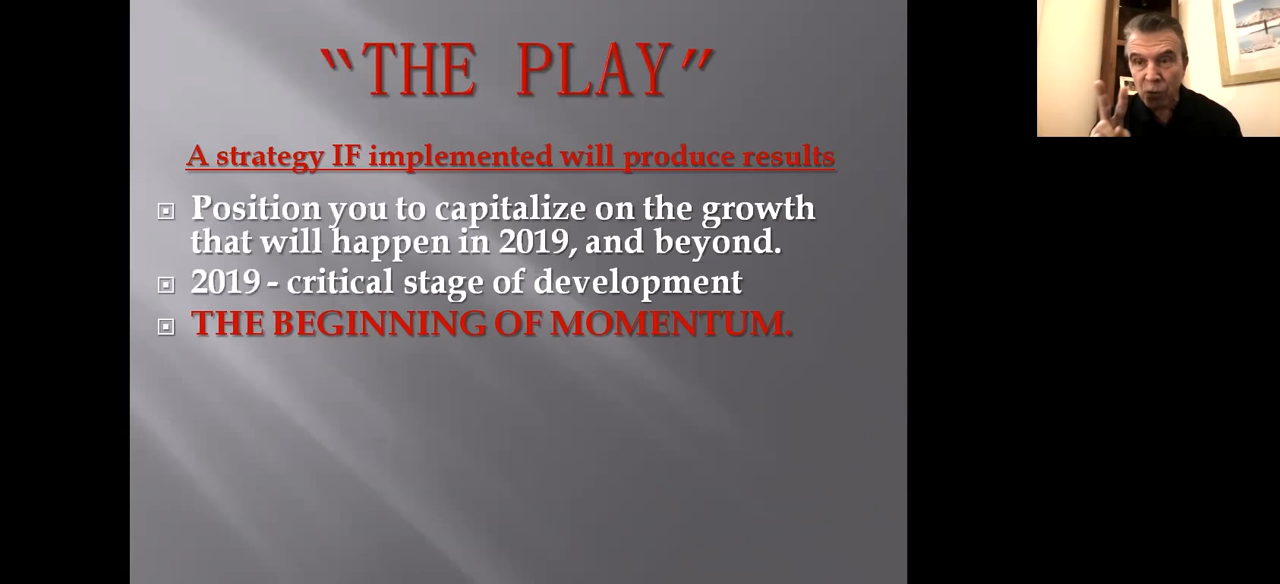 “THE PLAY”
A strategy IF implemented will produce results
Position you to capitalize on the growth
that will happen in 2019, and beyond.
2019 - critical stage of development
THE BEGINNING OF MOMENTUM.